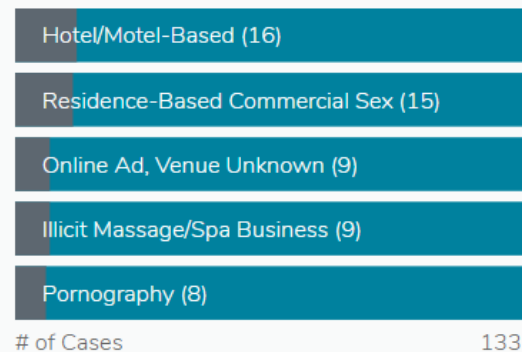 Hotel/Motel-Based (16)
Residence-Based Commercial Sex (15)
Online Ad, Venue Unknown (9)
Illicit Massage/Spa Business (9)
Pornography (8)
# of Cases 133